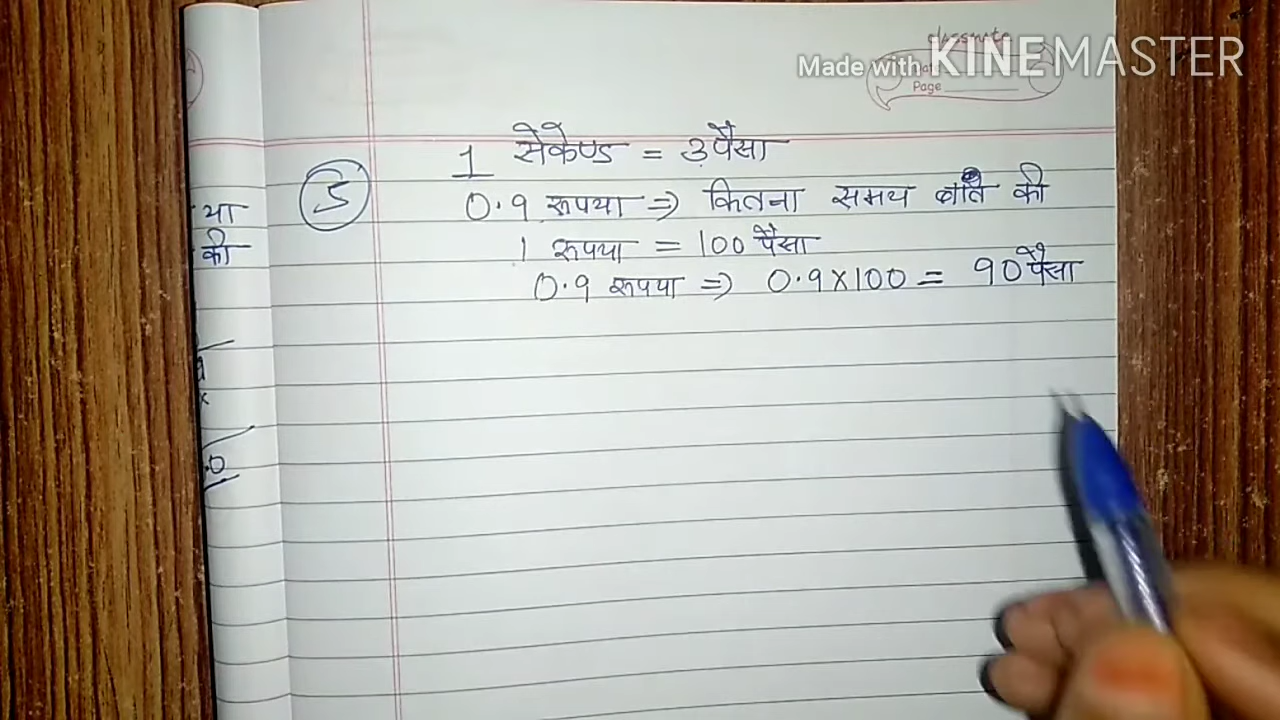 classmate
Made with KINEMASTER
Page
1 सेकेण्ड = 3 पैसा
5
0.9 रूपया => कितना समय बात की
1 रूपया = 100 पैसा
0.9 रूपया => 0.9 x 100 = 90 पैसा
या
की